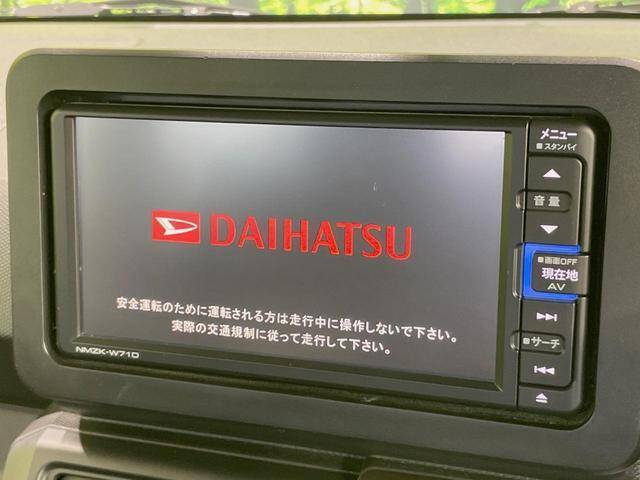 DAIHATSU
安全運転のために運転される方は走行中に操作しないで下さい。
実際の交通規制に従って走行して下さい。
NMZK-W71D
メニュー
スタンバイ
音量
画面OFF
現在地
AV
サーチ